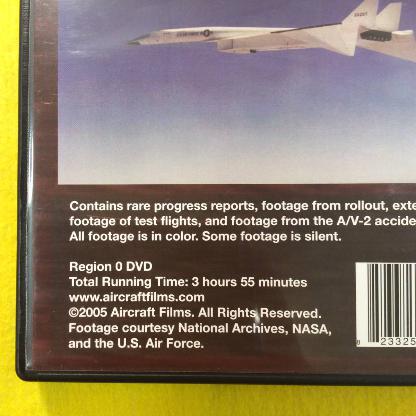 Contains rare progress reports, footage from rollout, exte
footage of test flights, and footage from the A/V-2 accide
All footage is in color. Some footage is silent.
Region 0 DVD
Total Running Time: 3 hours 55 minutes
www.aircraftfilms.com
©2005 Aircraft Films. All Rights Reserved.
Footage courtesy National Archives, NASA,
and the U.S. Air Force.
8 23325